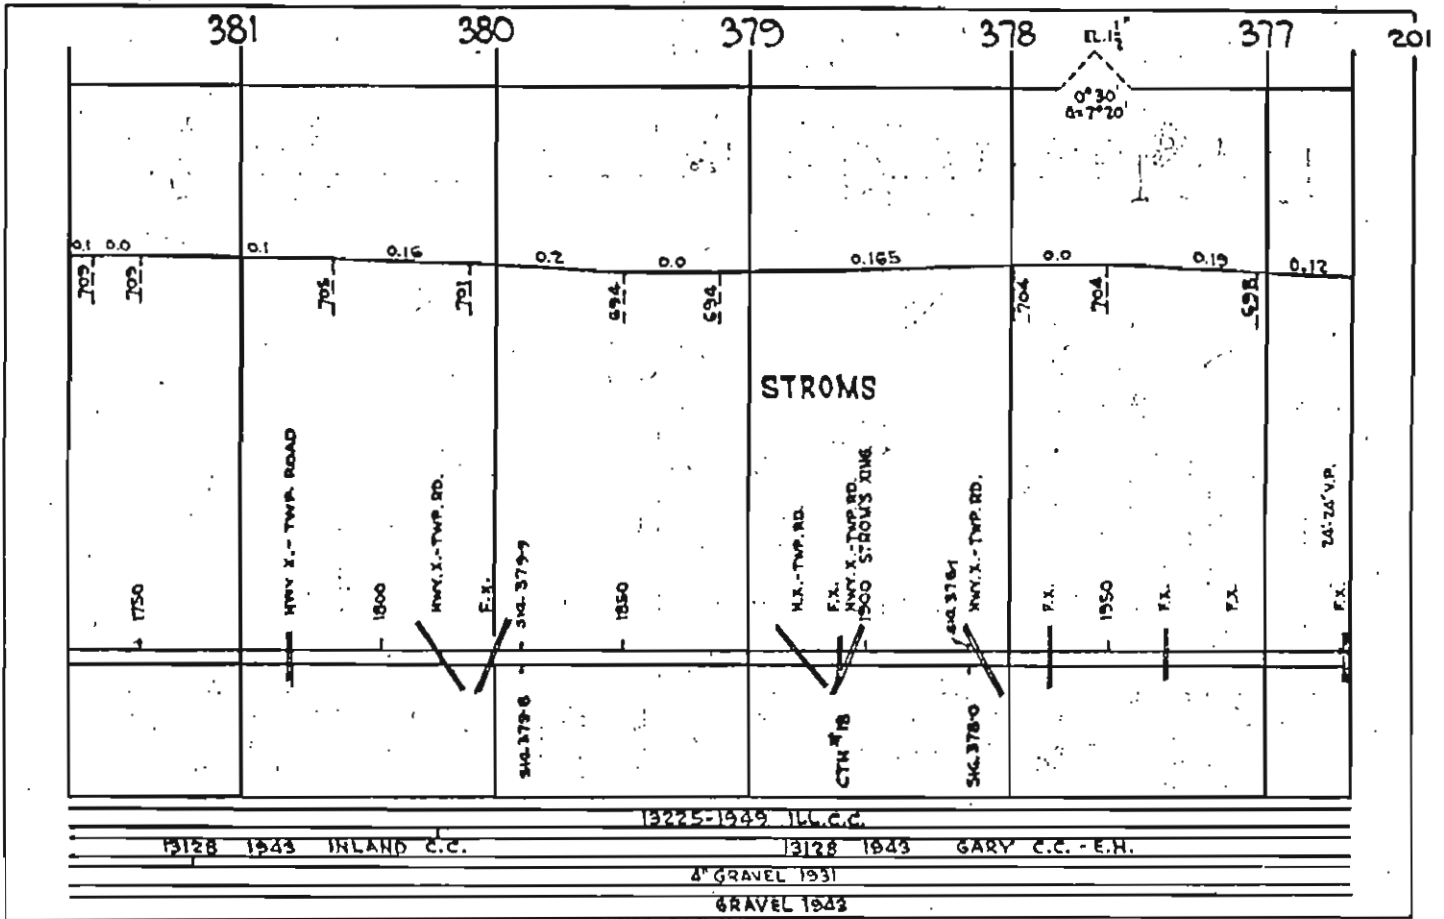 381 380 379 378 R.1½" 377 201
0°30'
Δ=7°20'
0.1 0.0 0.1 0.16 0.2 0.0 0.165 0.0 0.19 0.12
709 709 705 701 694 694 704 704 698
STROMS
1750
HWY X.- TWP. ROAD
1800
HWY.X.-TWP.RD.
F.X.
SIG. 379-9
1850
H.X.-TWP.RD.
F.X.
HWY.X.-TWP.RD.
1900 STROM'S XING.
SIG.378-1
HWY.X.-TWP.RD.
F.X.
1950
F.X.
F.X.
24'-24" V.P.
F.X.
SIG.379-8
CTH #18
SIG.378-0
13225-1949 ILL.C.C.
13128 1943 INLAND C.C. 13128 1943 GARY C.C. - E.H.
4" GRAVEL 1931
GRAVEL 1943